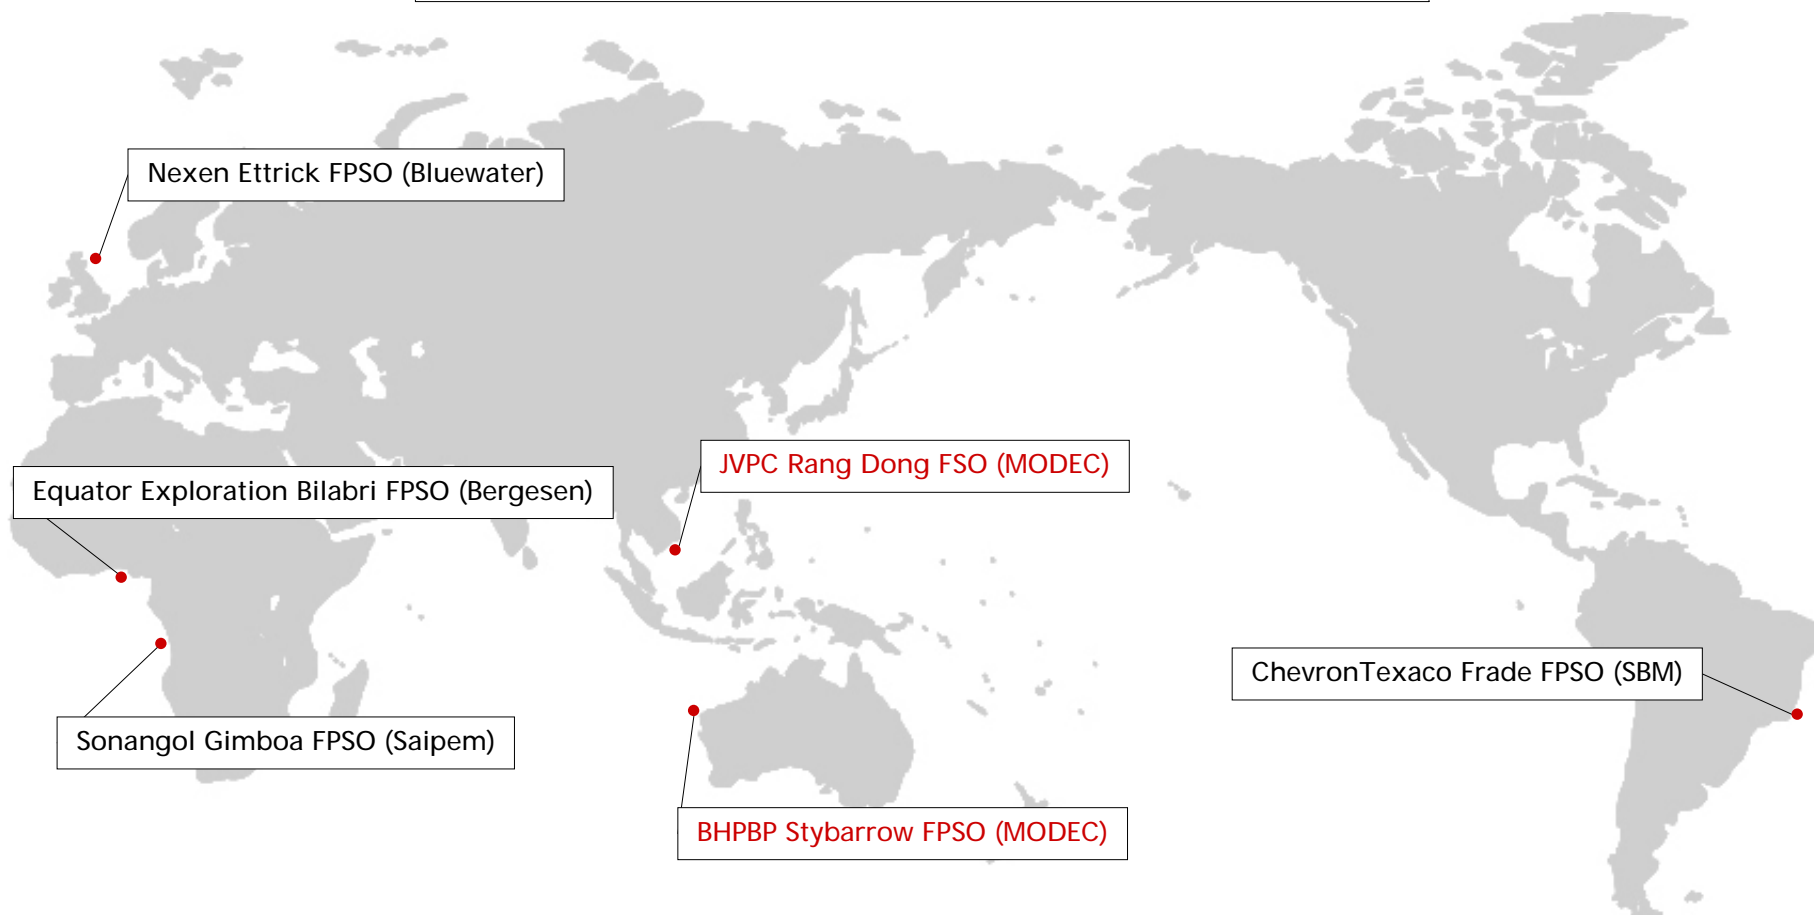 Nexen Ettrick FPSO (Bluewater)
JVPC Rang Dong FSO (MODEC)
Equator Exploration Bilabri FPSO (Bergesen)
ChevronTexaco Frade FPSO (SBM)
Sonangol Gimboa FPSO (Saipem)
BHPBP Stybarrow FPSO (MODEC)